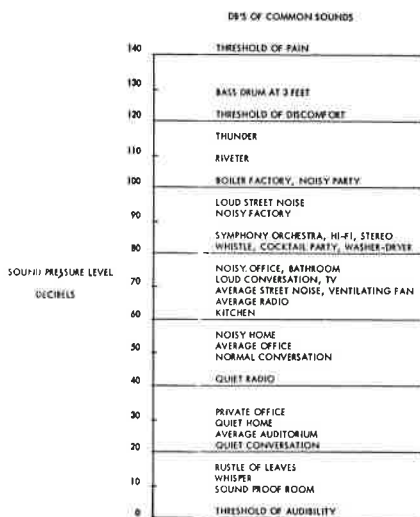 DB'S OF COMMON SOUNDS
140 THRESHOLD OF PAIN
130
BASS DRUM AT 3 FEET
THRESHOLD OF DISCOMFORT
120
THUNDER
110 RIVETER
100 BOILER FACTORY, NOISY PARTY
LOUD STREET NOISE
90 NOISY FACTORY
SYMPHONY ORCHESTRA, HI-FI, STEREO
80 WHISTLE, COCKTAIL PARTY, WASHER-DRYER
SOUND PRESSURE LEVEL
DECIBELS
NOISY OFFICE, BATHROOM
70 LOUD CONVERSATION, TV
AVERAGE STREET NOISE, VENTILATING FAN
AVERAGE RADIO
60 KITCHEN
NOISY HOME
50 AVERAGE OFFICE
NORMAL CONVERSATION
40 QUIET RADIO
30 PRIVATE OFFICE
QUIET HOME
AVERAGE AUDITORIUM
20 QUIET CONVERSATION
RUSTLE OF LEAVES
10 WHISPER
SOUND PROOF ROOM
0 THRESHOLD OF AUDIBILITY